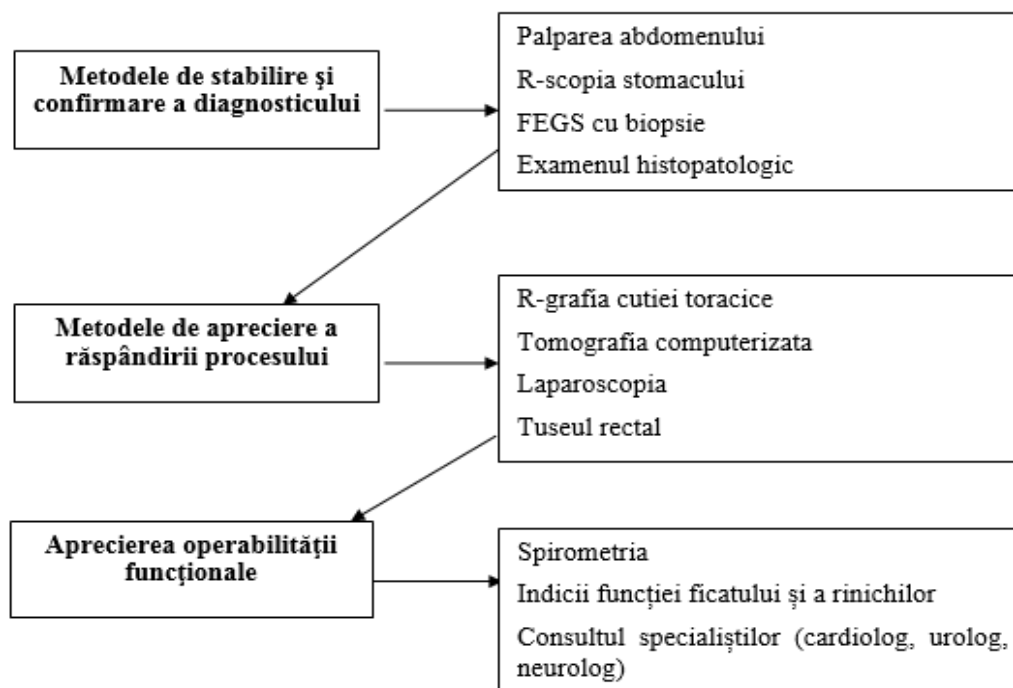 Metodele de stabilire şi
confirmare a diagnosticului
Palparea abdomenului
R-scopia stomacului
FEGS cu biopsie
Examenul histopatologic
Metodele de apreciere a
răspândirii procesului
R-grafia cutiei toracice
Tomografia computerizata
Laparoscopia
Tuseul rectal
Aprecierea operabilităţii
funcţionale
Spirometria
Indicii funcției ficatului și a rinichilor
Consultul specialiștilor (cardiolog, urolog,
neurolog)